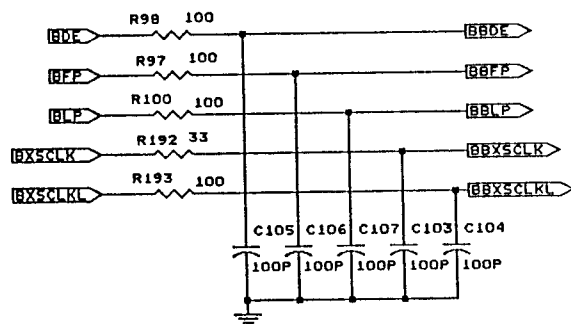 R98 100
BDE BBDE
R97 100
BFP BBFP
R100 100
BLP BBLP
R192 33
BXSCLK BBXSCLK
R193 100
BXSCLKL BBXSCLKL
C105 C106 C107 C103 C104
100P 100P 100P 100P 100P